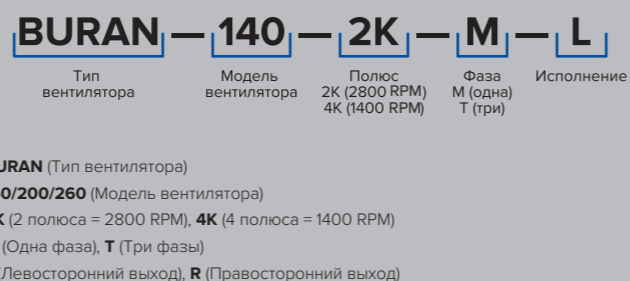 BURAN — 140 — 2K — M — L
Тип вентилятора
Модель вентилятора
Полюс
2K (2800 RPM)
4K (1400 RPM)
Фаза
M (одна)
T (три)
Исполнение
URAN (Тип вентилятора)
0/200/260 (Модель вентилятора)
K (2 полюса = 2800 RPM), 4K (4 полюса = 1400 RPM)
(Одна фаза), T (Три фазы)
Левосторонний выход), R (Правосторонний выход)